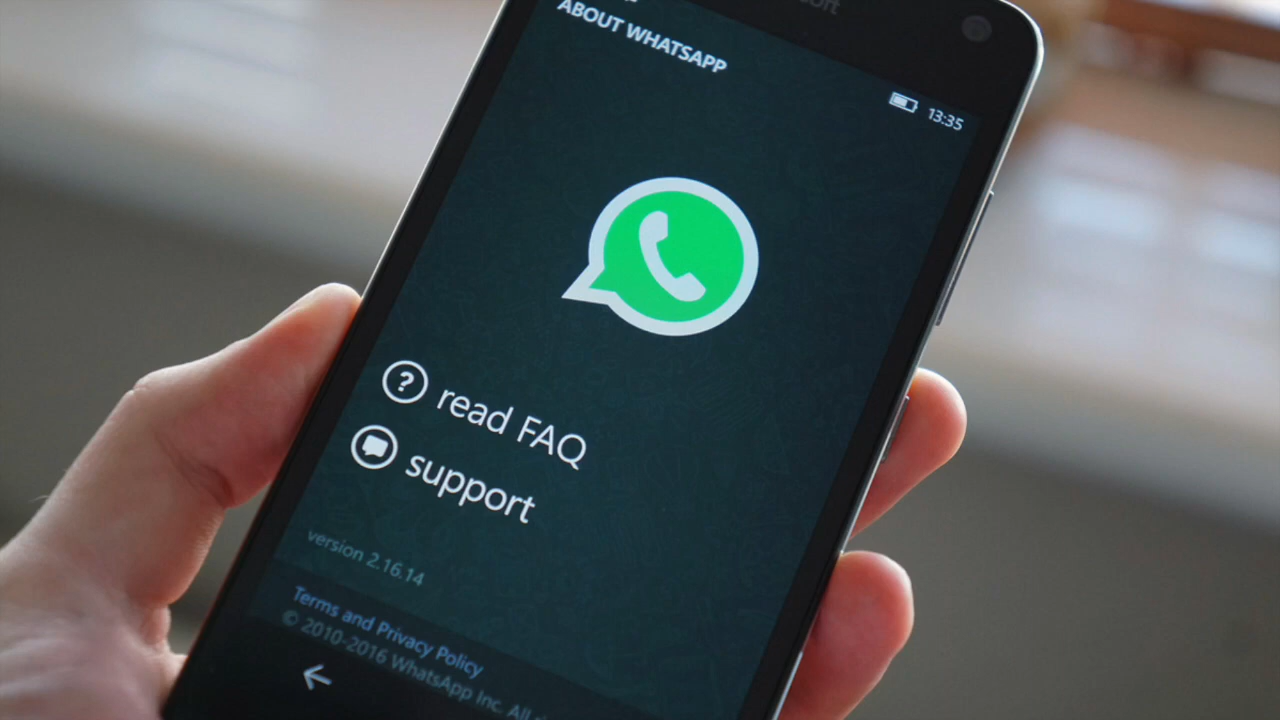 ABOUT WHATSAPP
13:35
read FAQ
support
version 2.16.14
Terms and Privacy Policy
© 2010-2016 WhatsApp Inc. All